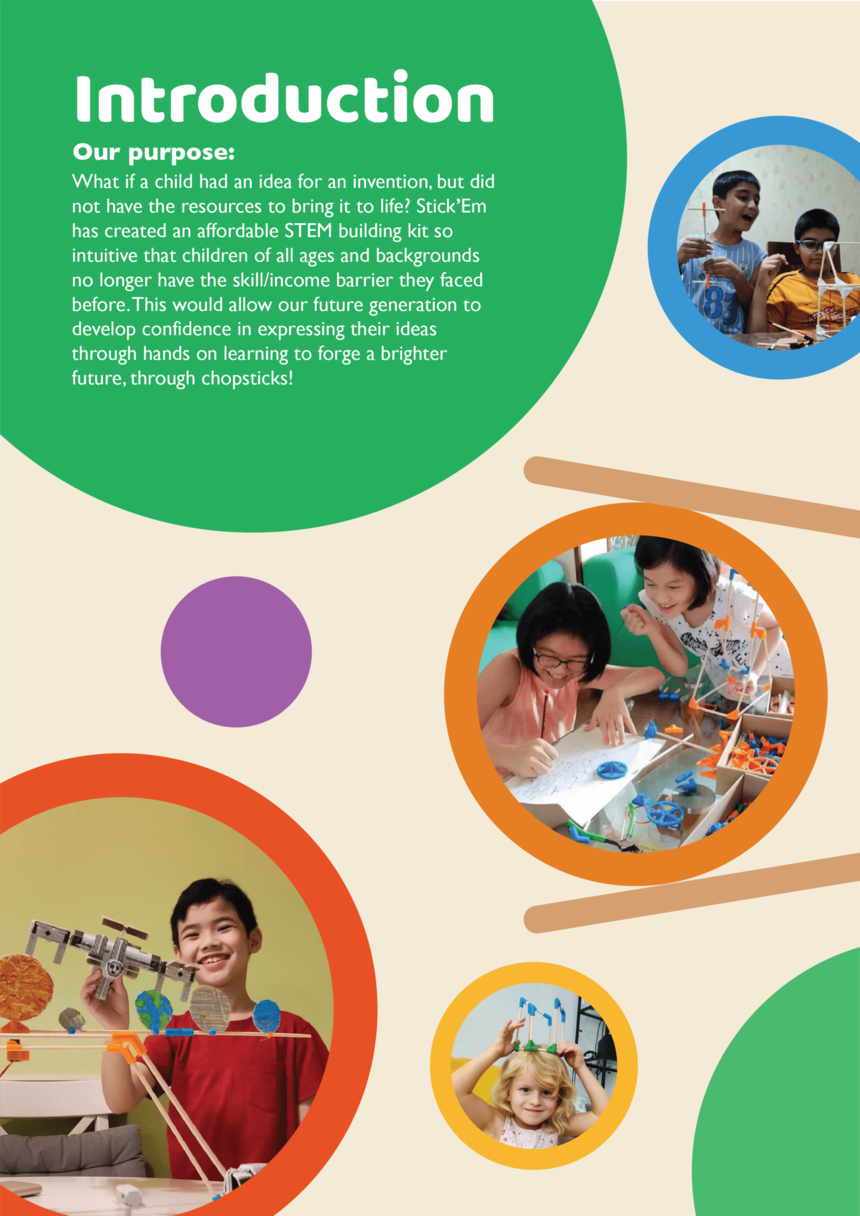 Introduction
Our purpose:
What if a child had an idea for an invention, but did
not have the resources to bring it to life? Stick’Em
has created an affordable STEM building kit so
intuitive that children of all ages and backgrounds
no longer have the skill/income barrier they faced
before. This would allow our future generation to
develop confidence in expressing their ideas
through hands on learning to forge a brighter
future, through chopsticks!